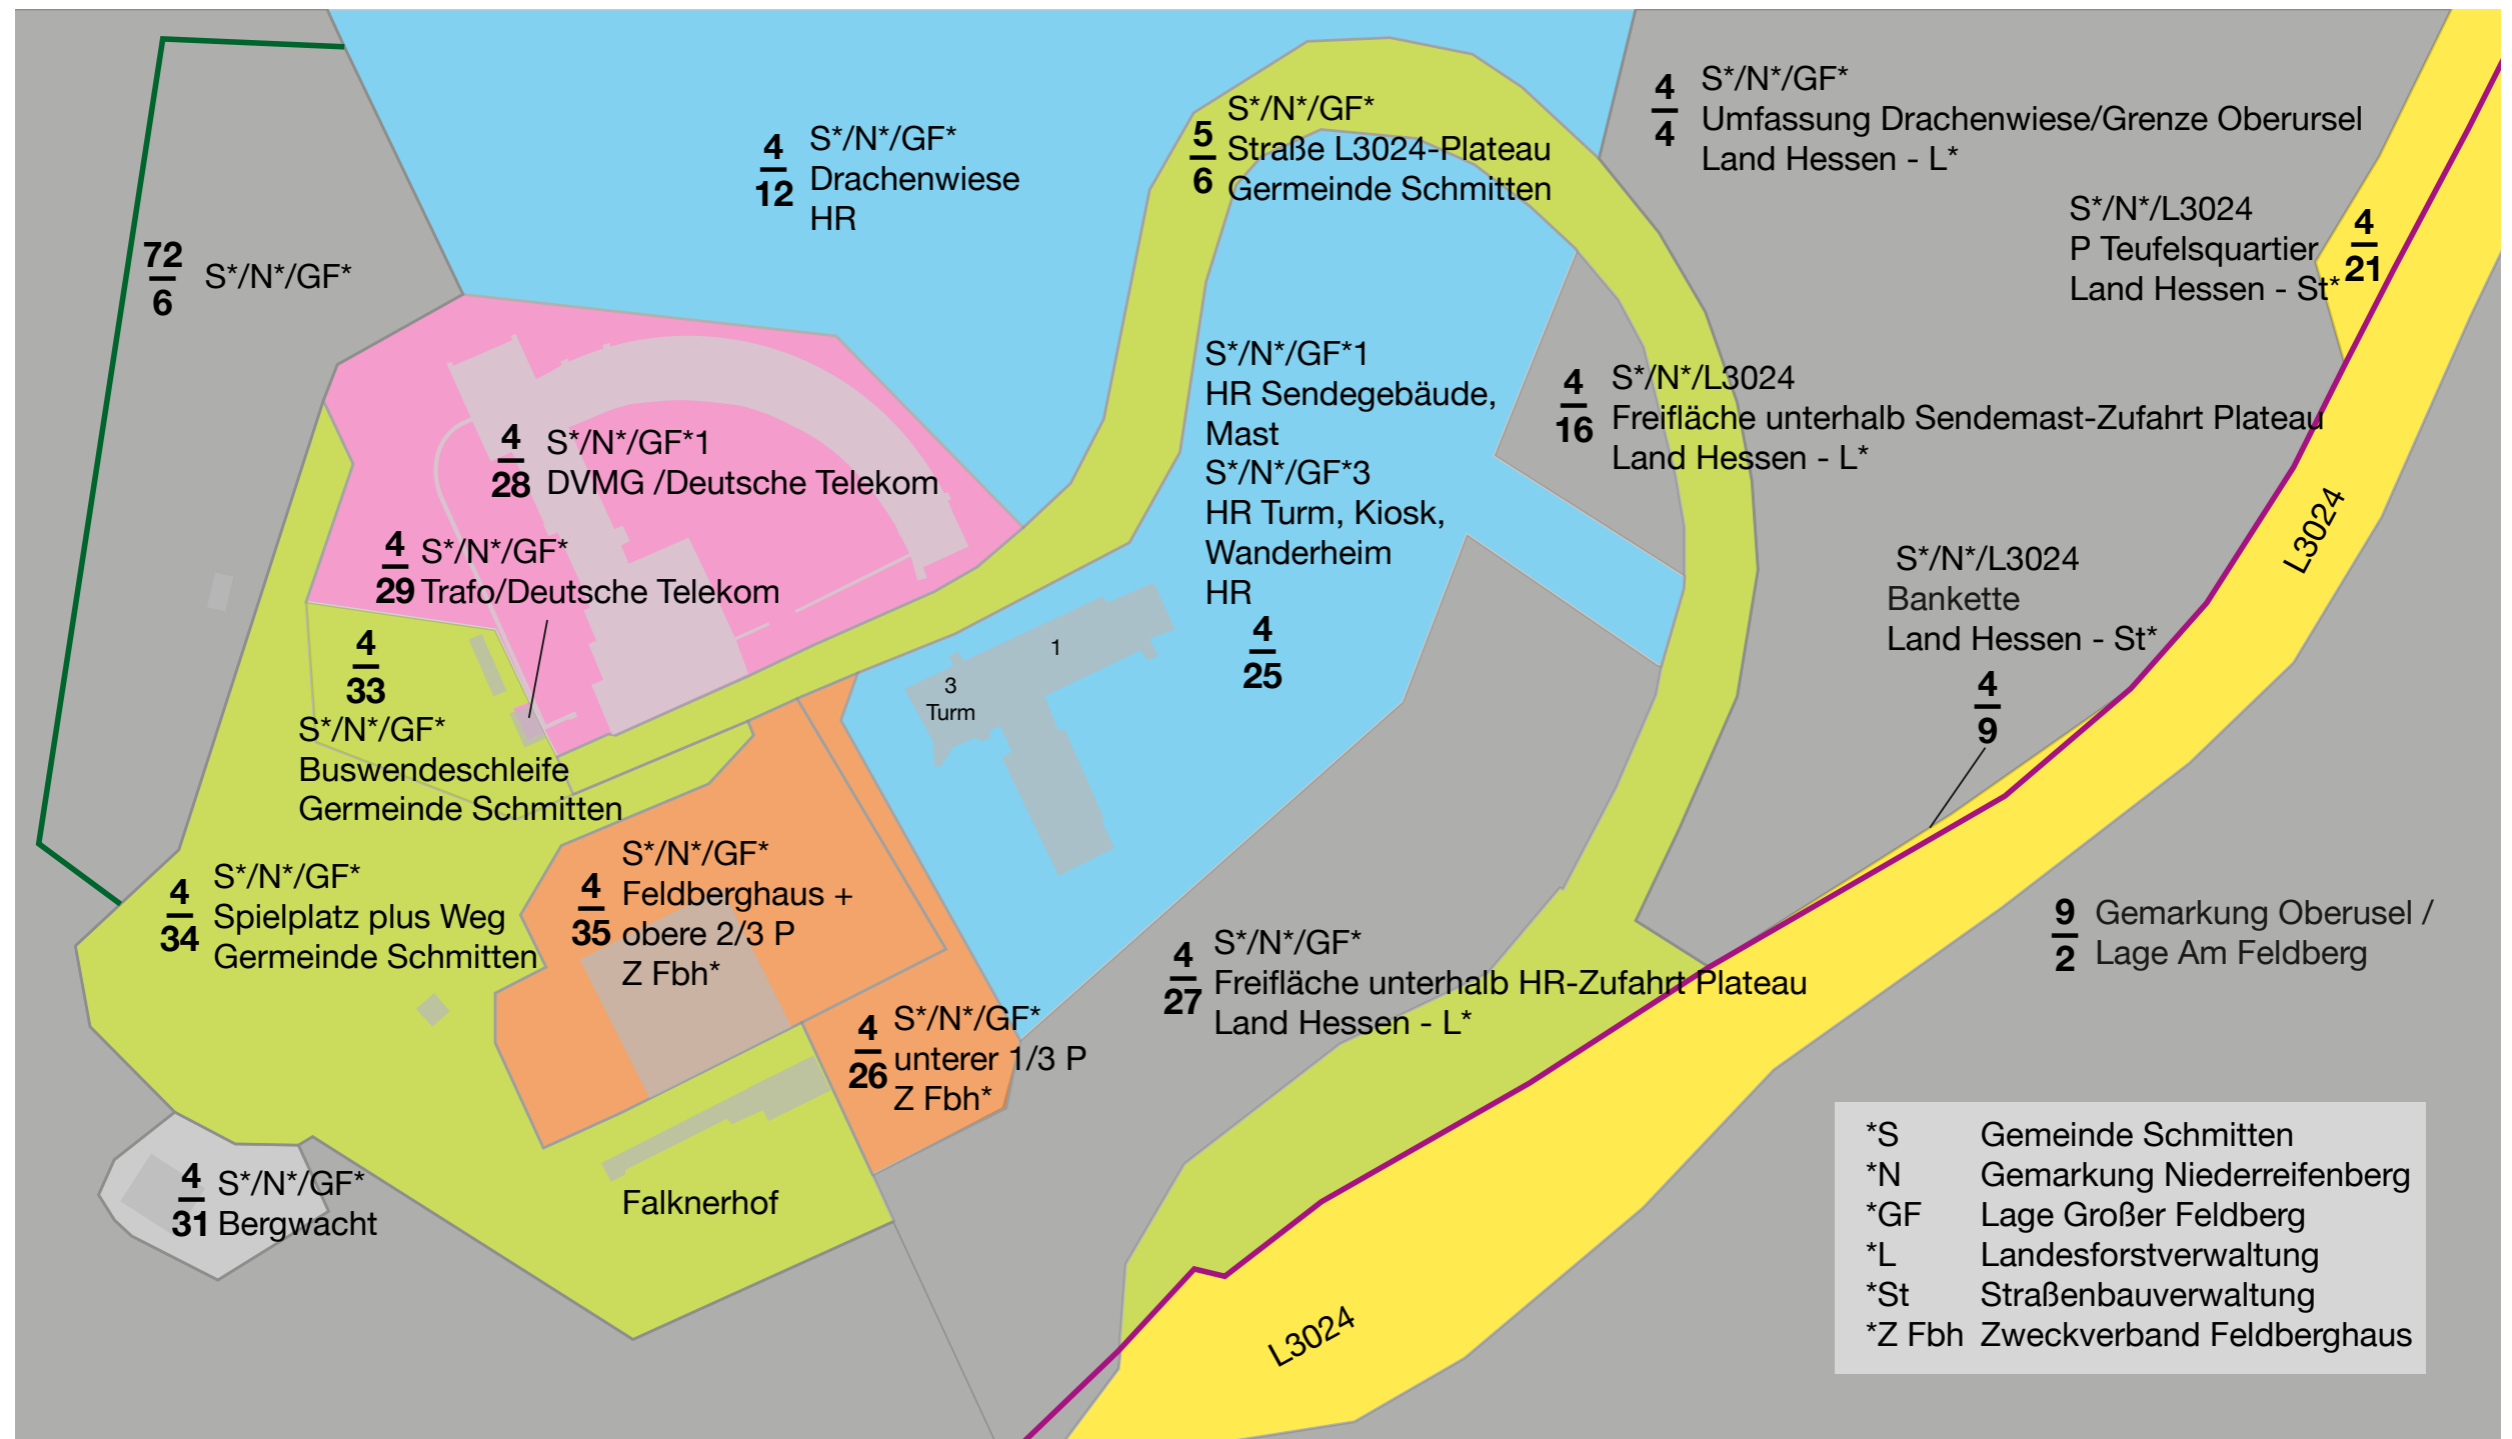 4
12
S*/N*/GF*
Drachenwiese
HR
5
6
S*/N*/GF*
Straße L3024-Plateau
Germeinde Schmitten
4
4
S*/N*/GF*
Umfassung Drachenwiese/Grenze Oberursel
Land Hessen - L*
S*/N*/L3024
P Teufelsquartier
Land Hessen - St*
4
21
72
6
S*/N*/GF*
4
28
S*/N*/GF*1
DVMG /Deutsche Telekom
S*/N*/GF*1
HR Sendegebäude,
Mast
S*/N*/GF*3
HR Turm, Kiosk,
Wanderheim
HR
4
25
4
16
S*/N*/L3024
Freifläche unterhalb Sendemast-Zufahrt Plateau
Land Hessen - L*
L3024
4
29
S*/N*/GF*
Trafo/Deutsche Telekom
S*/N*/L3024
Bankette
Land Hessen - St*
4
9
4
33
S*/N*/GF*
Buswendeschleife
Germeinde Schmitten
1
3
Turm
4
34
S*/N*/GF*
Spielplatz plus Weg
Germeinde Schmitten
4
35
S*/N*/GF*
Feldberghaus +
obere 2/3 P
Z Fbh*
4
26
S*/N*/GF*
unterer 1/3 P
Z Fbh*
4
27
S*/N*/GF*
Freifläche unterhalb HR-Zufahrt Plateau
Land Hessen - L*
9
2
Gemarkung Oberusel /
Lage Am Feldberg
4
31
S*/N*/GF*
Bergwacht
Falknerhof
L3024
*S Gemeinde Schmitten
*N Gemarkung Niederreifenberg
*GF Lage Großer Feldberg
*L Landesforstverwaltung
*St Straßenbauverwaltung
*Z Fbh Zweckverband Feldberghaus